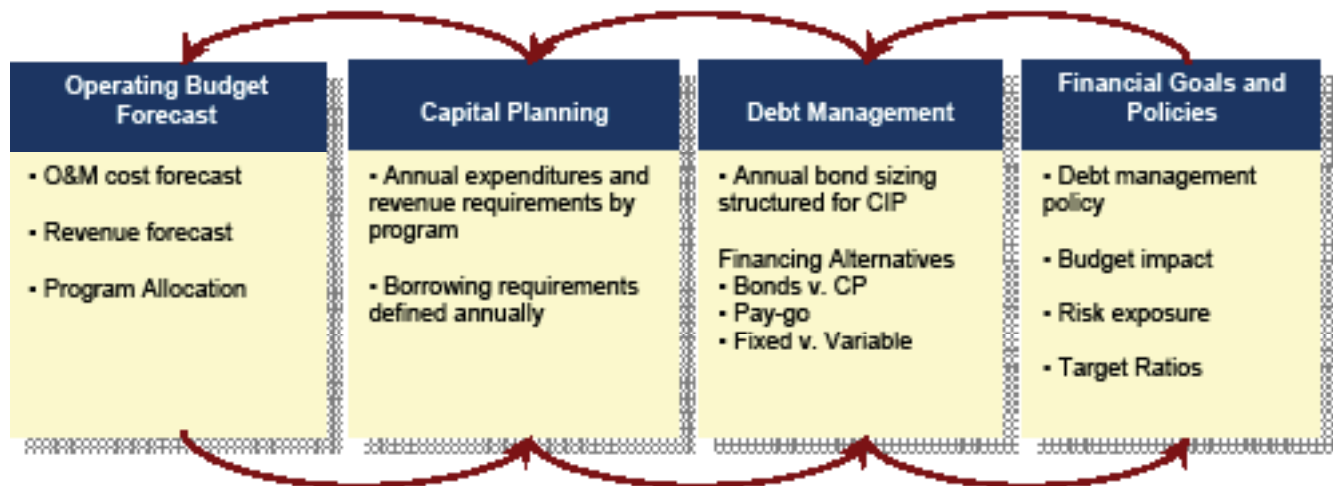 Operating Budget
Forecast
▪ O&M cost forecast
▪ Revenue forecast
▪ Program Allocation
Capital Planning
▪ Annual expenditures and
revenue requirements by
program
▪ Borrowing requirements
defined annually
Debt Management
▪ Annual bond sizing
structured for CIP
Financing Alternatives
▪ Bonds v. CP
▪ Pay-go
▪ Fixed v. Variable
Financial Goals and
Policies
▪ Debt management
policy
▪ Budget impact
▪ Risk exposure
▪ Target Ratios